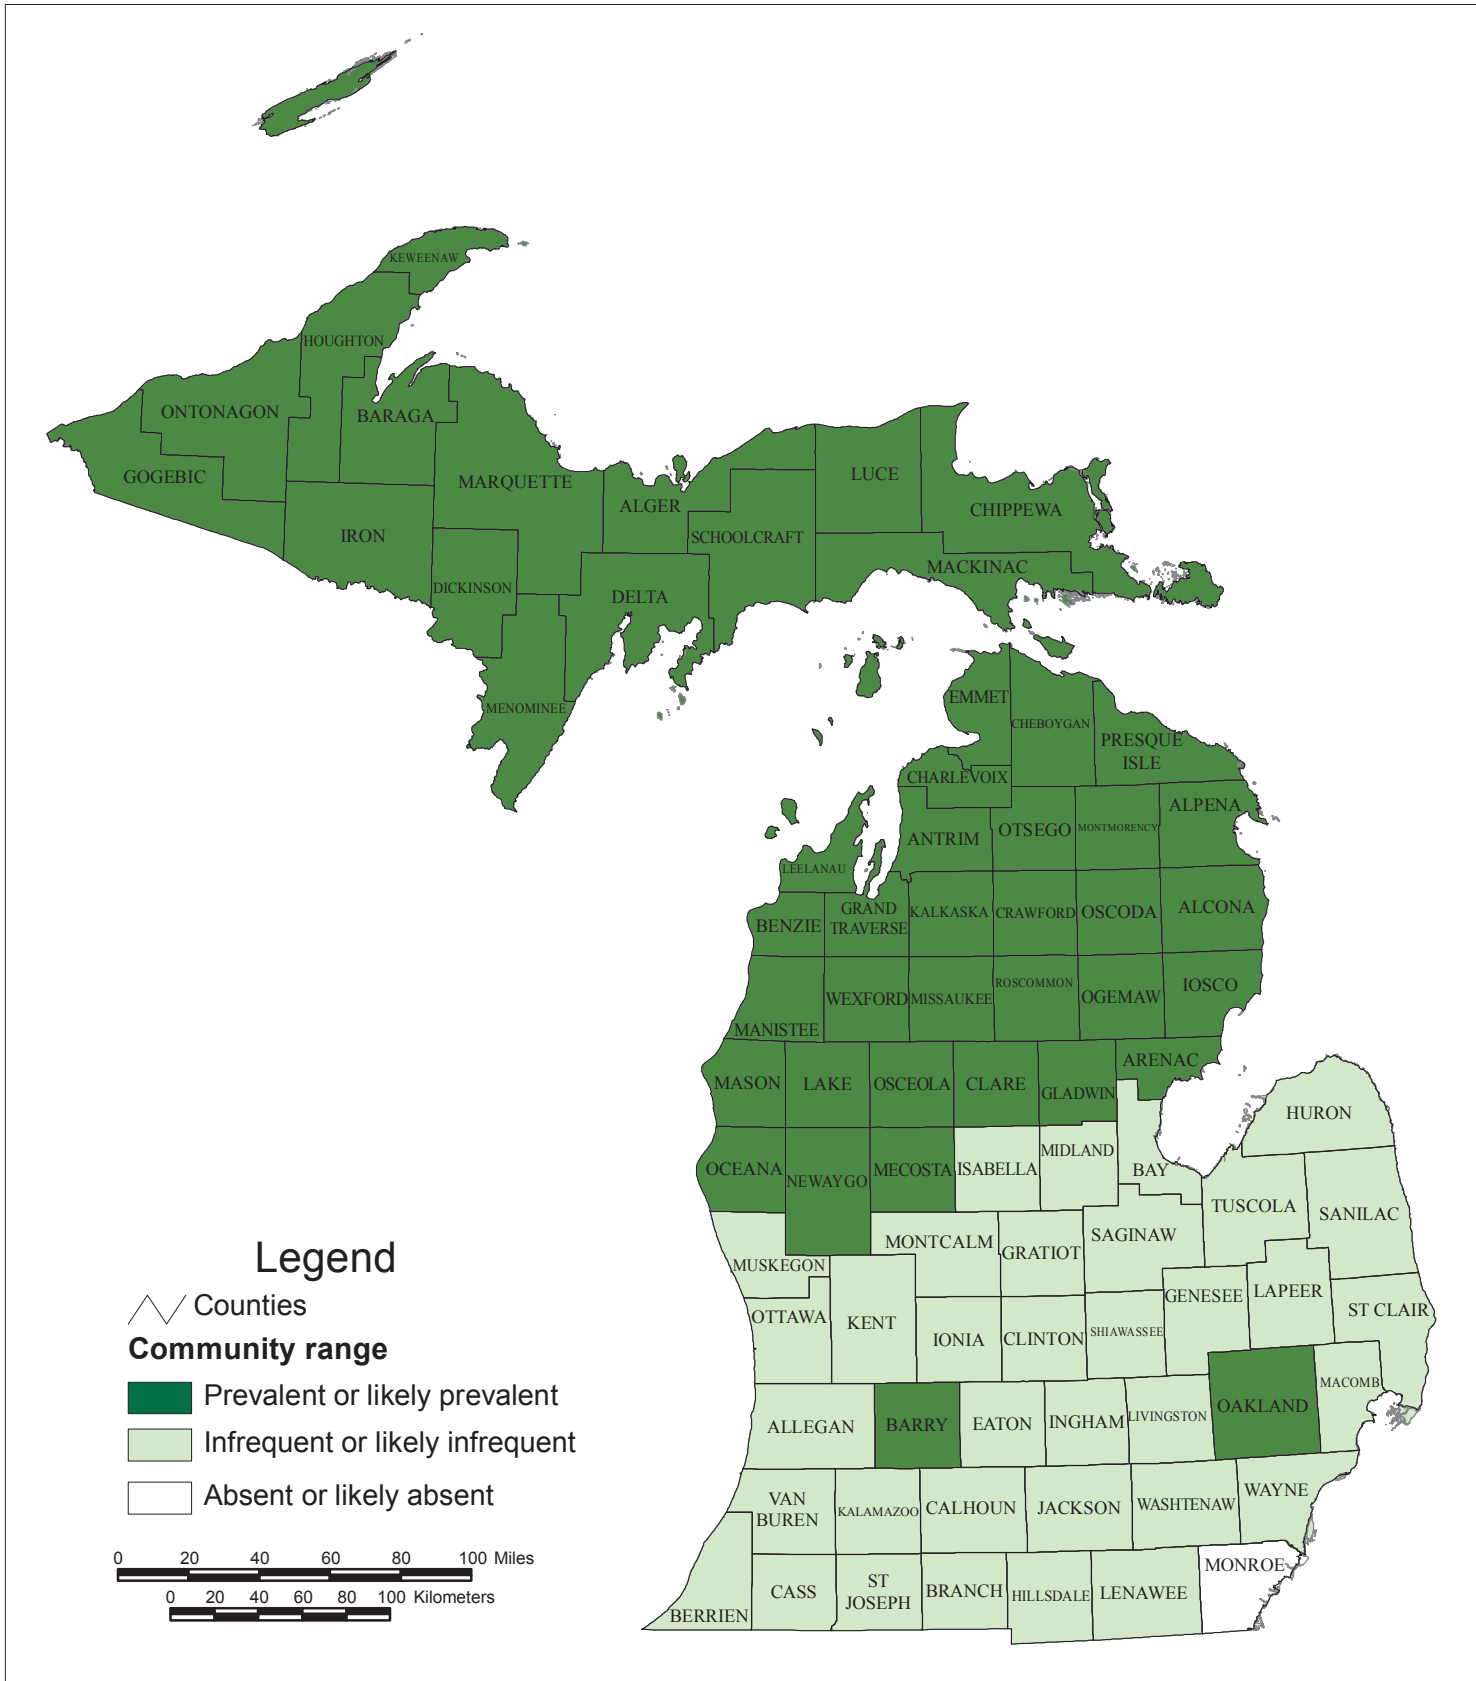 KEWEENAW
HOUGHTON
ONTONAGON
BARAGA
GOGEBIC
MARQUETTE
LUCE
ALGER
CHIPPEWA
IRON
SCHOOLCRAFT
MACKINAC
DICKINSON
DELTA
MENOMINEE
EMMET
CHEBOYGAN
PRESQUE
ISLE
CHARLEVOIX
ALPENA
ANTRIM
OTSEGO
MONTMORENCY
LEELANAU
BENZIE
GRAND
TRAVERSE
KALKASKA
CRAWFORD
OSCODA
ALCONA
MANISTEE
WEXFORD
MISSAUKEE
ROSCOMMON
OGEMAW
IOSCO
ARENAC
MASON
LAKE
OSCEOLA
CLARE
GLADWIN
HURON
OCEANA
NEWAYGO
MECOSTA
ISABELLA
MIDLAND
BAY
TUSCOLA
SANILAC
MUSKEGON
MONTCALM
GRATIOT
SAGINAW
GENESEE
LAPEER
ST CLAIR
OTTAWA
KENT
IONIA
CLINTON
SHIAWASSEE
ALLEGAN
BARRY
EATON
INGHAM
LIVINGSTON
OAKLAND
MACOMB
VAN
BUREN
KALAMAZOO
CALHOUN
JACKSON
WASHTENAW
WAYNE
BERRIEN
CASS
ST
JOSEPH
BRANCH
HILLSDALE
LENAWEE
MONROE
Legend
Counties
Community range
Prevalent or likely prevalent
Infrequent or likely infrequent
Absent or likely absent
0 20 40 60 80 100 Miles
0 20 40 60 80 100 Kilometers